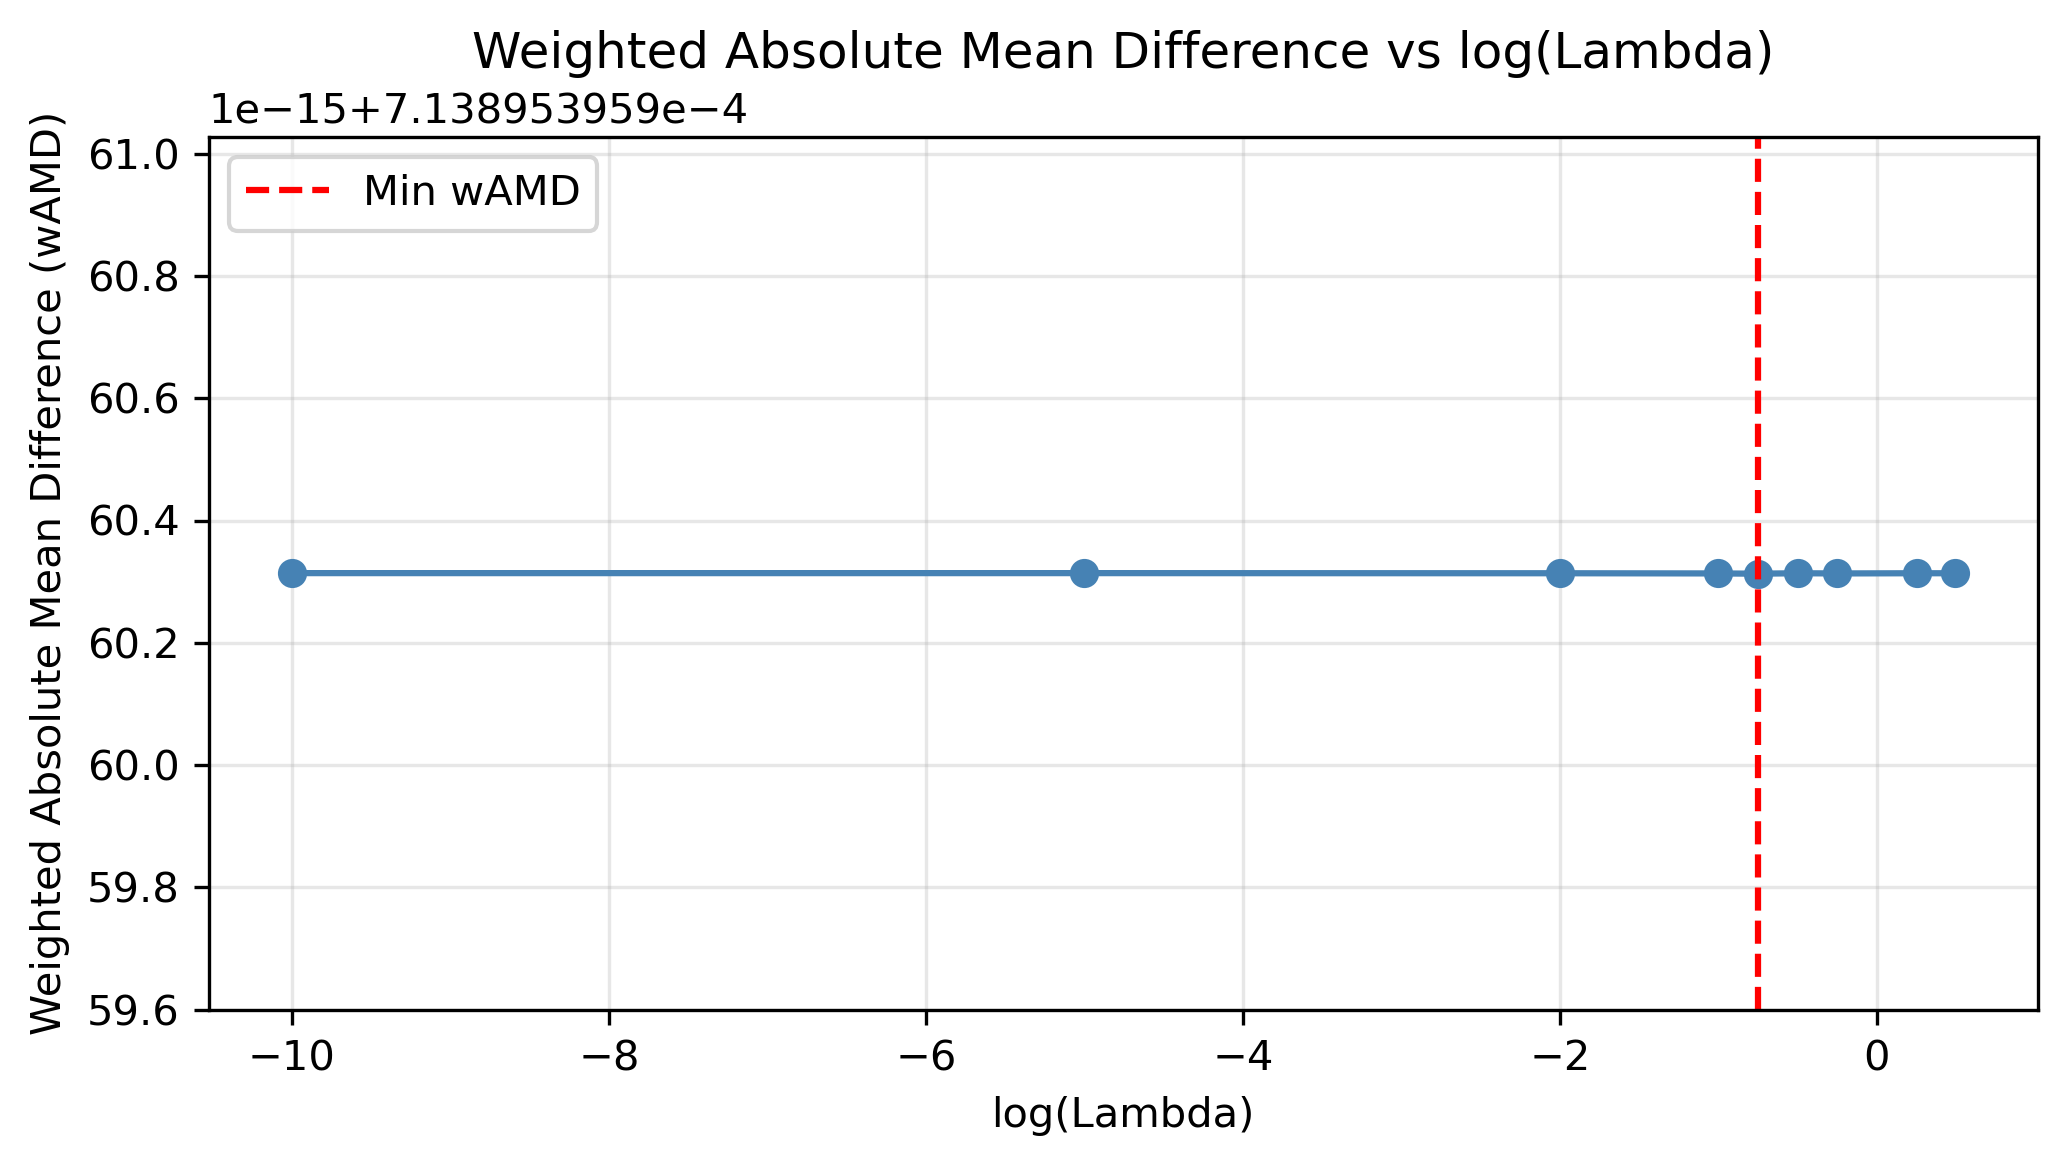 Weighted Absolute Mean Difference vs log(Lambda)
1e−15+7.138953959e−4
Weighted Absolute Mean Difference (wAMD)
61.0
60.8
60.6
60.4
60.2
60.0
59.8
59.6
Min wAMD
−10
−8
−6
−4
−2
0
log(Lambda)